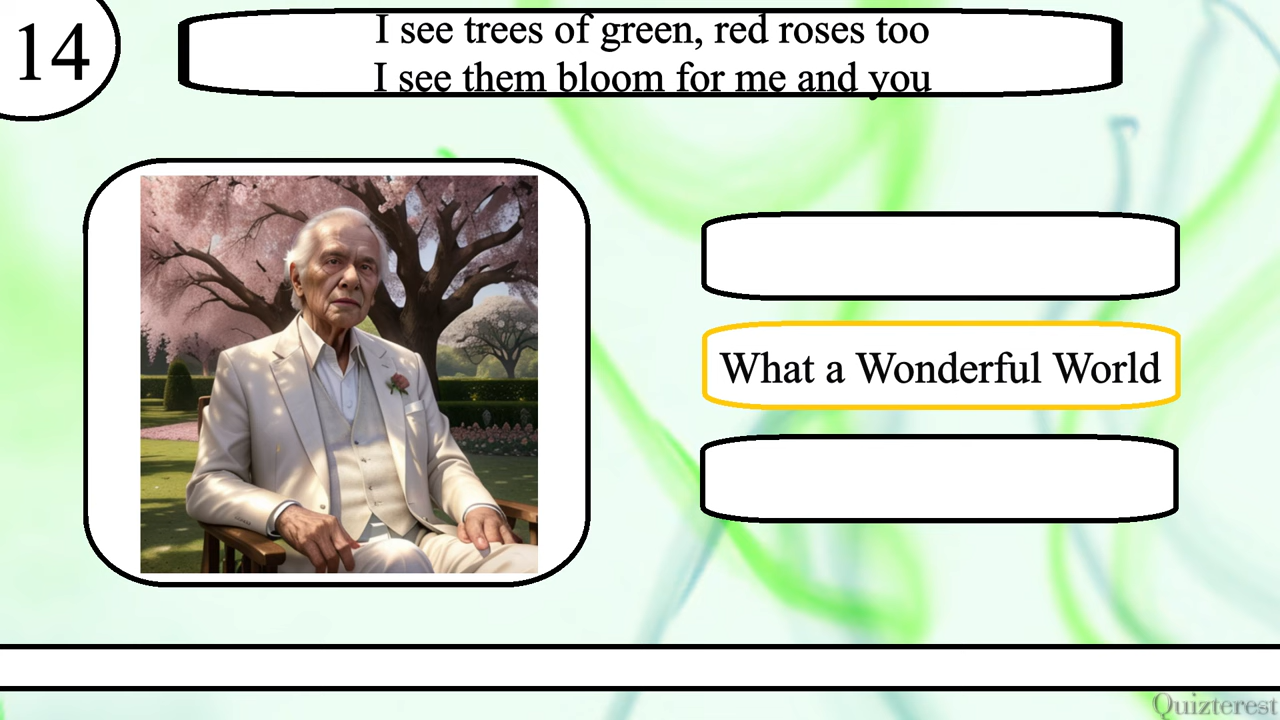 14
I see trees of green, red roses too
I see them bloom for me and you
What a Wonderful World
Quizterest